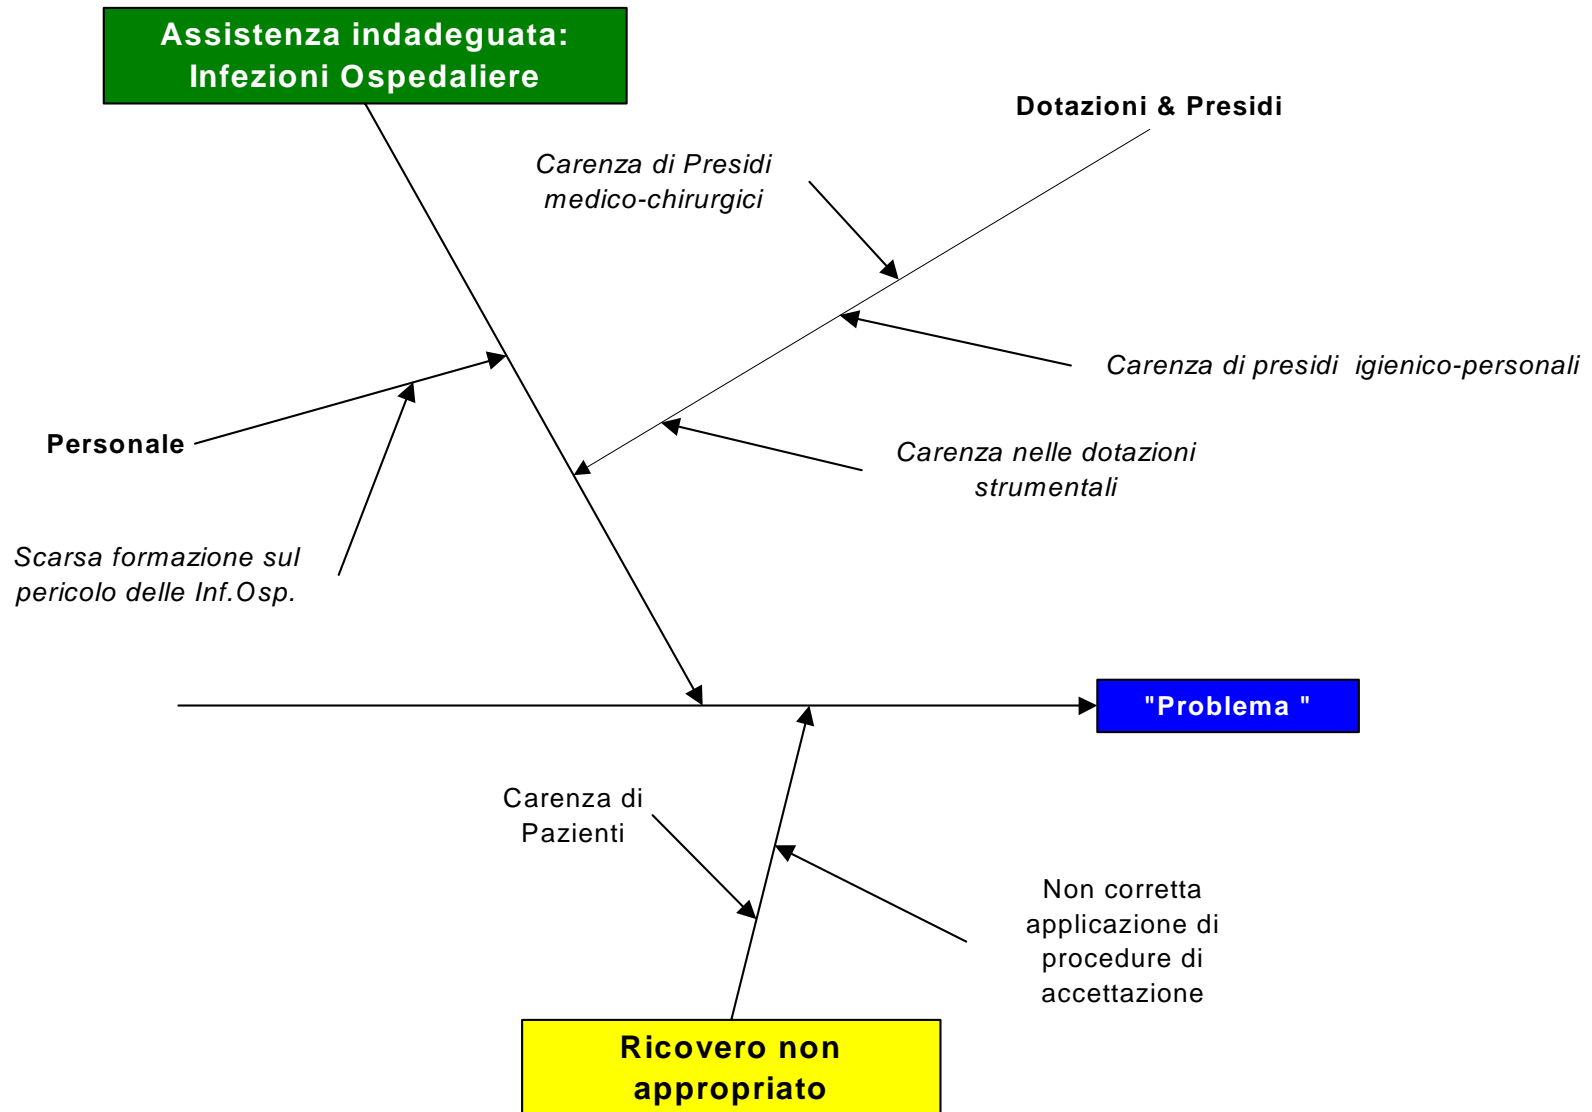 Assistenza indadeguata:
Infezioni Ospedaliere
Dotazioni & Presidi
Carenza di Presidi
medico-chirurgici
Carenza di presidi  igienico-personali
Personale
Carenza nelle dotazioni
strumentali
Scarsa formazione sul
pericolo delle Inf.Osp.
"Problema "
Carenza di
Pazienti
Non corretta
applicazione di
procedure di
accettazione
Ricovero non
appropriato